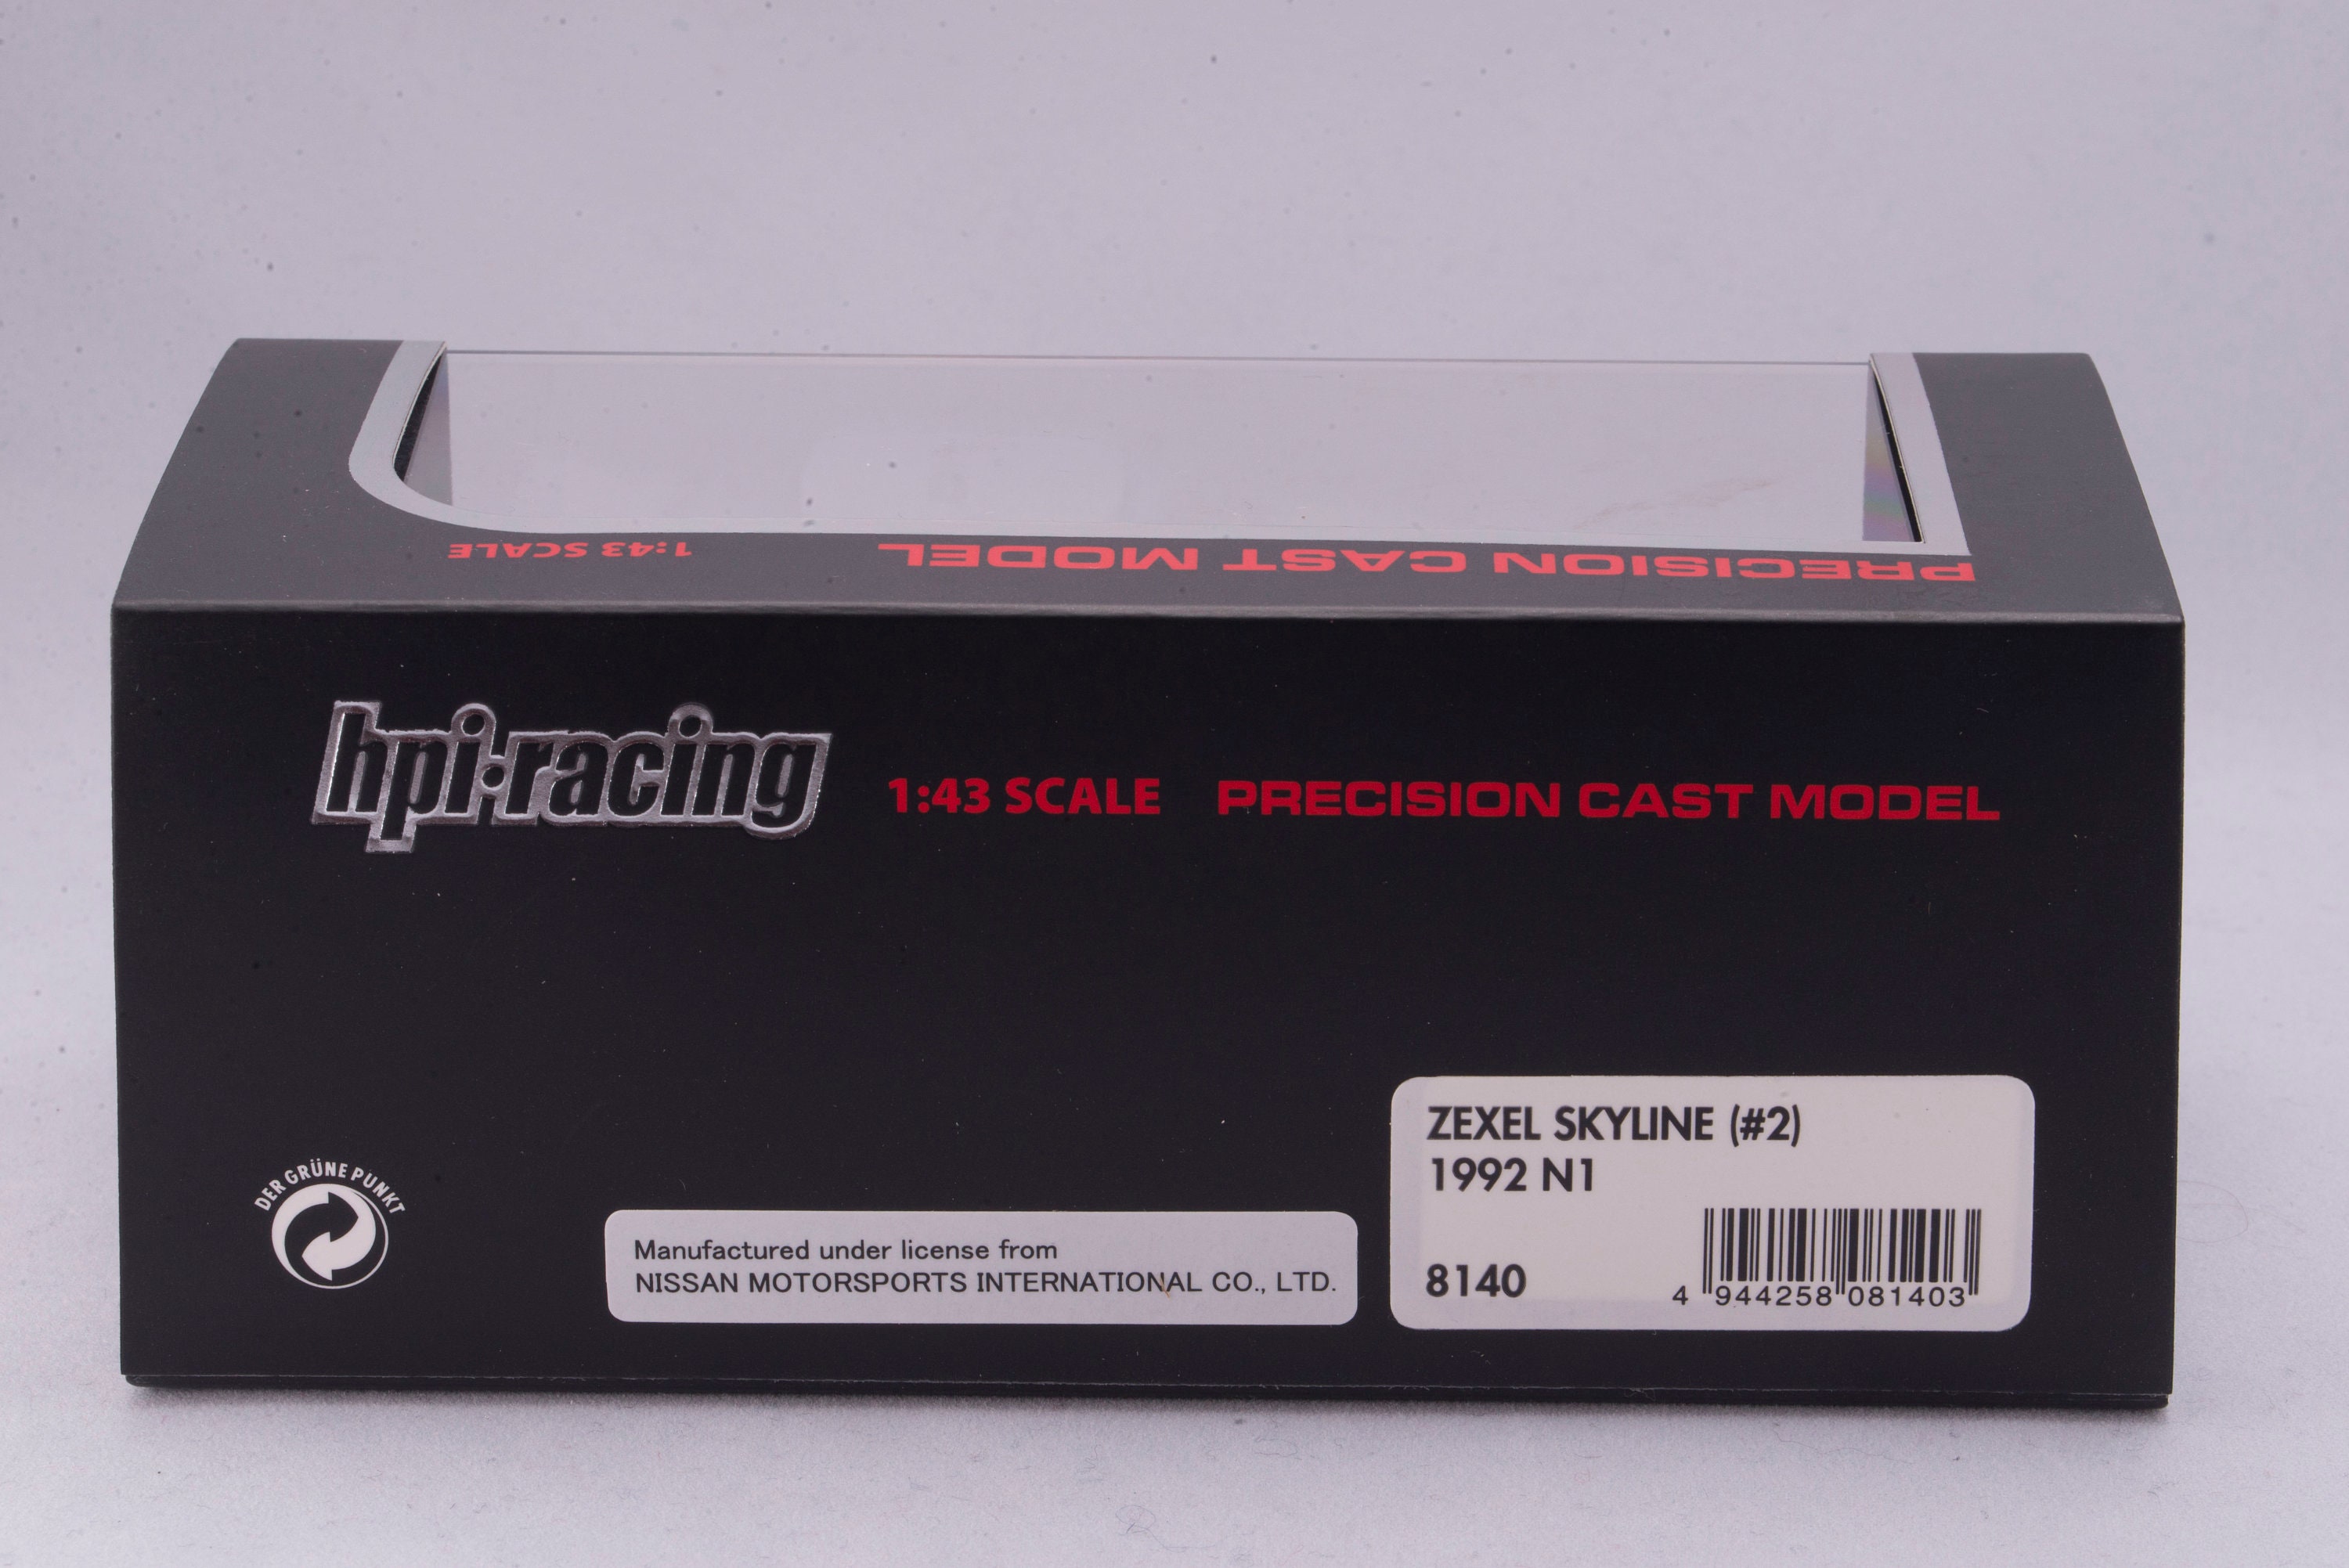 1:43 SCALE
PRECISION CAST MODEL
hpi·racing
1:43 SCALE
PRECISION CAST MODEL
DER GRÜNE PUNKT
Manufactured under license from
NISSAN MOTORSPORTS INTERNATIONAL CO., LTD.
ZEXEL SKYLINE (#2)
1992 N1
8140
4 944258 081403